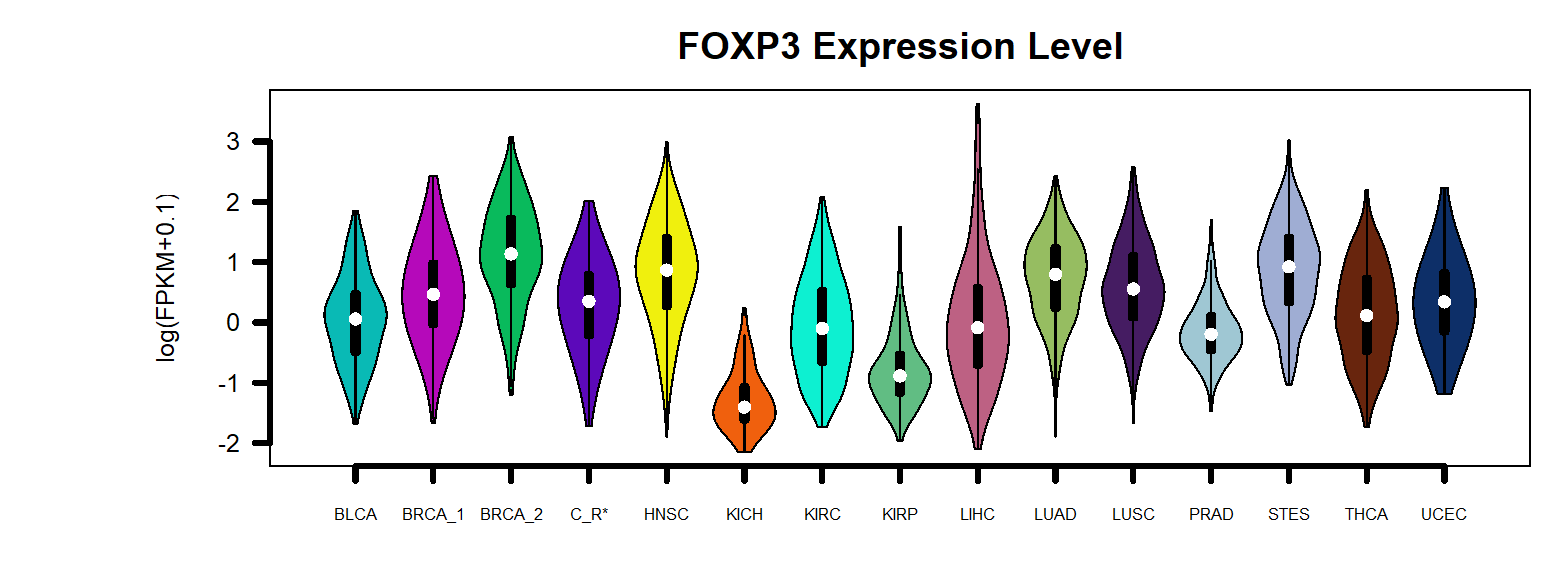 FOXP3 Expression Level
log(FPKM+0.1)
3
2
1
0
-1
-2
BLCA BRCA_1 BRCA_2 C_R* HNSC KICH KIRC KIRP LIHC LUAD LUSC PRAD STES THCA UCEC